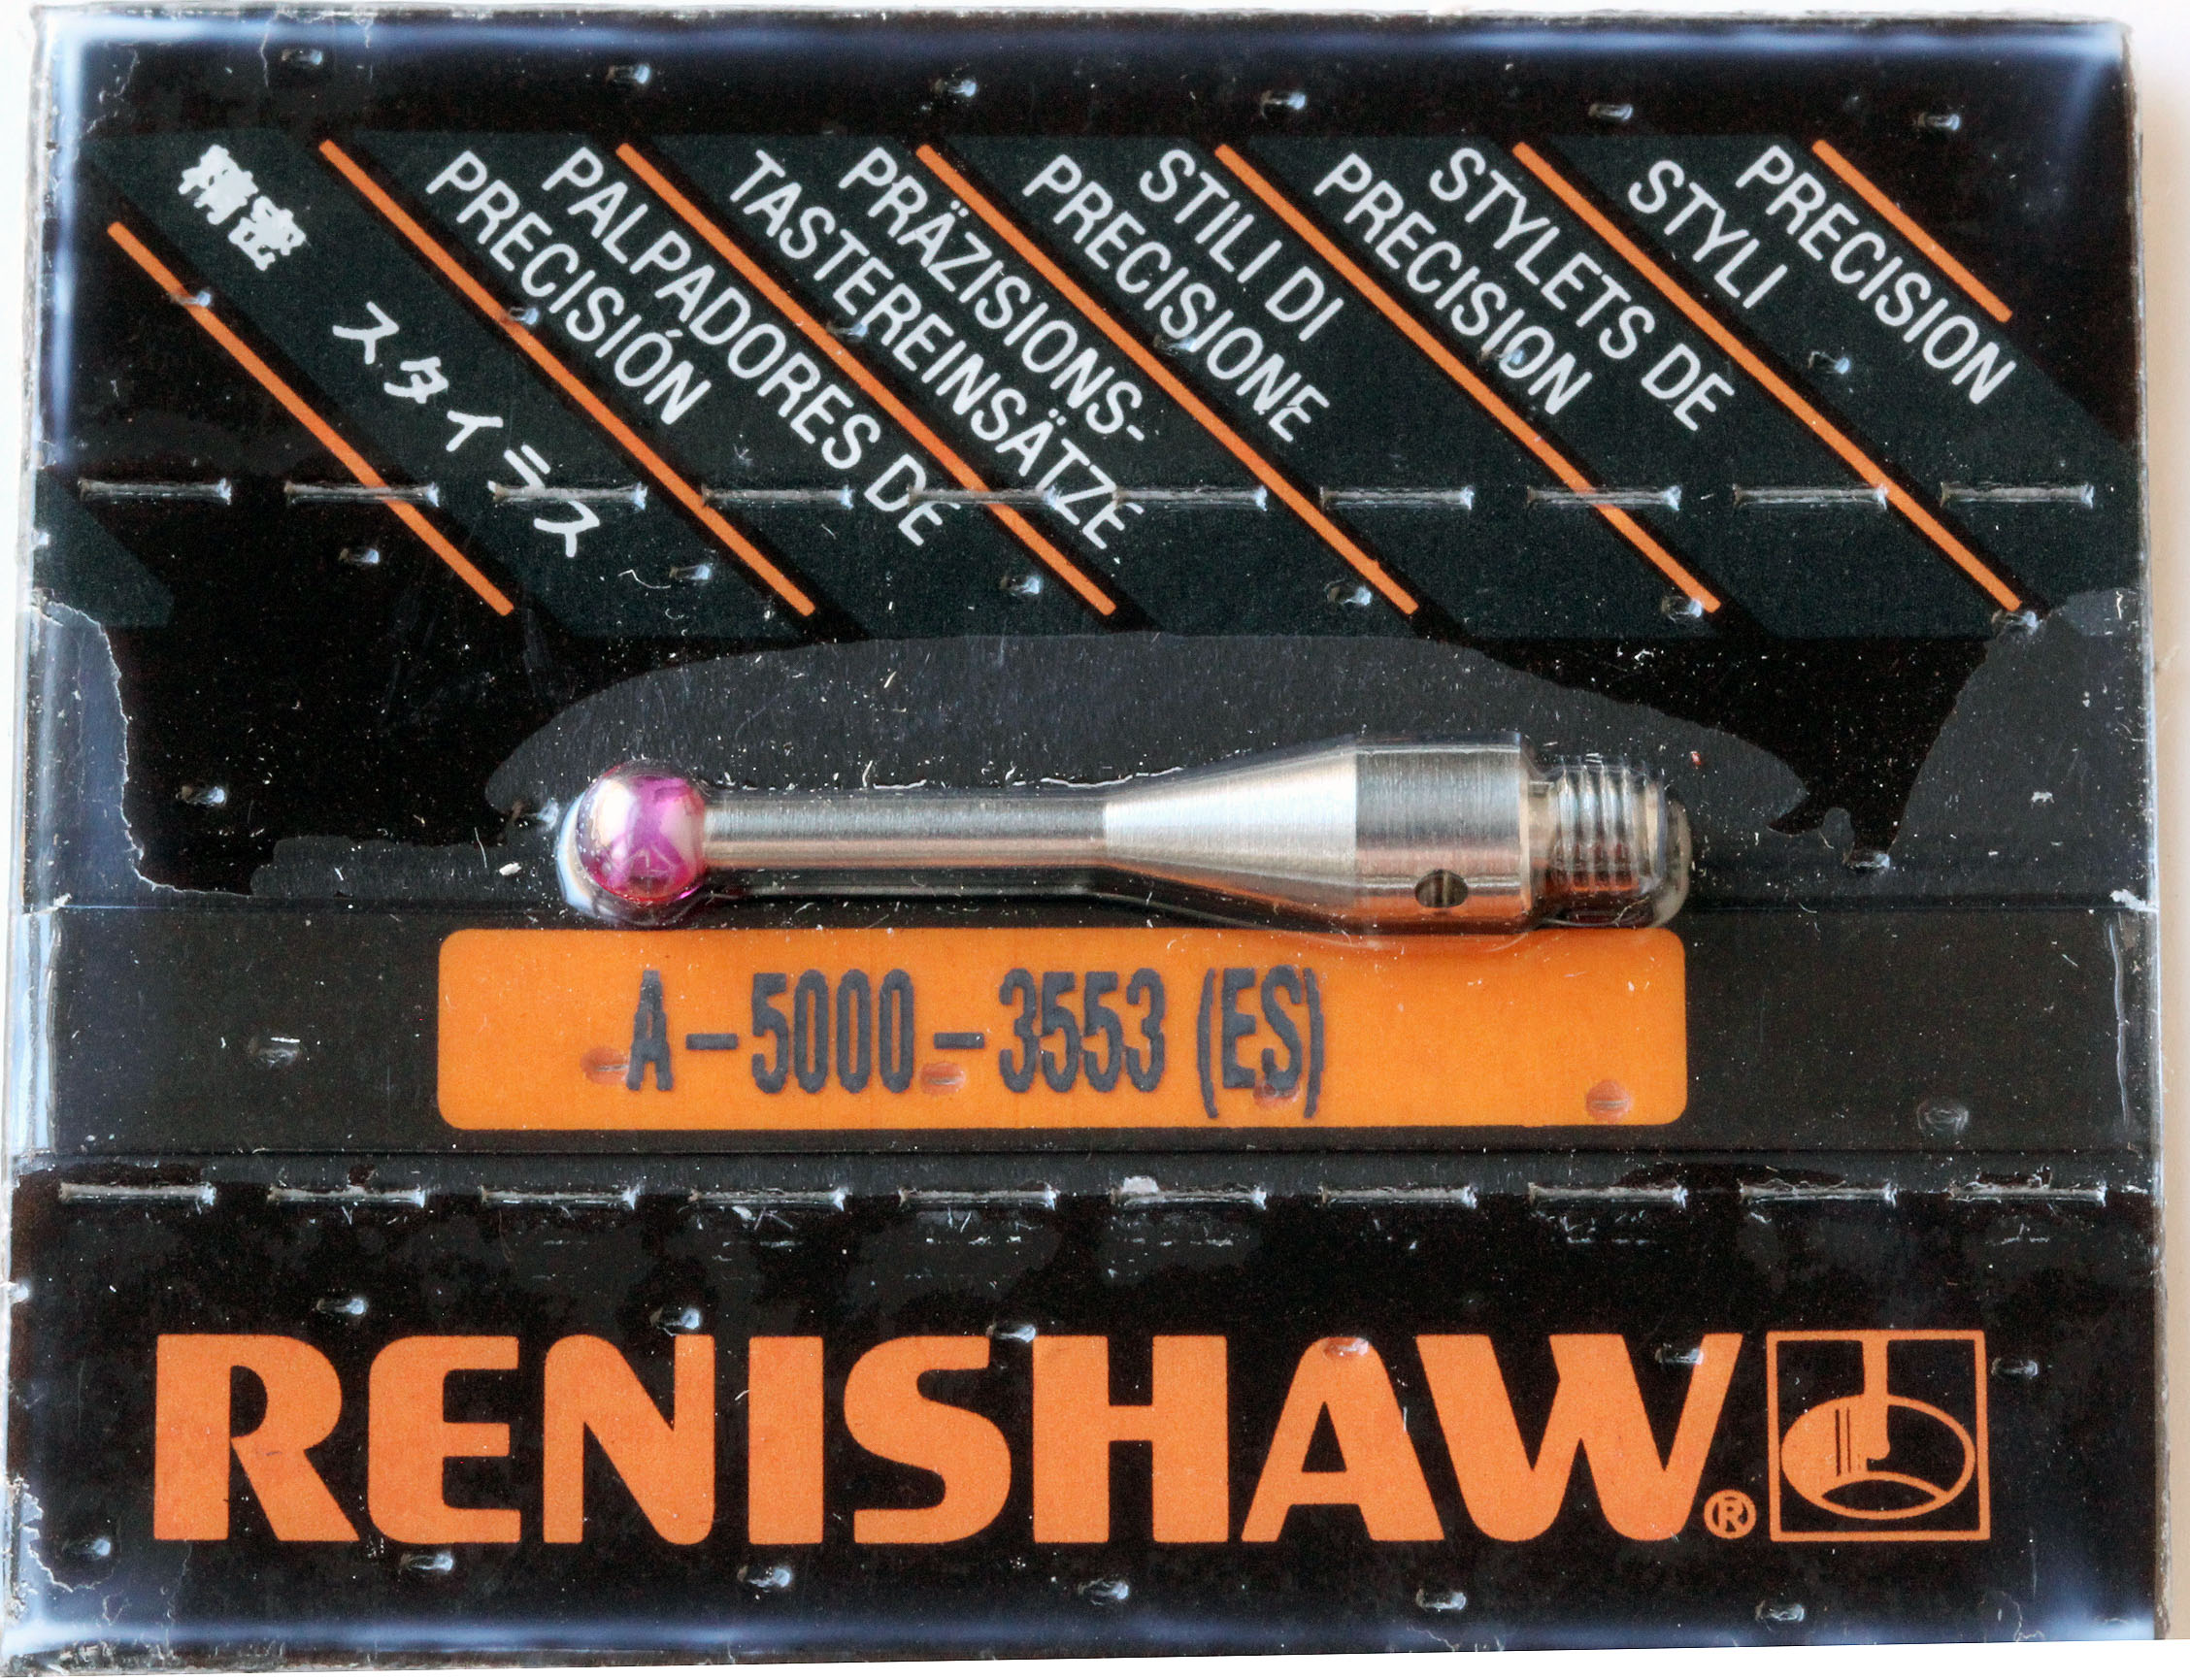 精密 スタイラス
PALPADORES DE
PRECISIÓN
PRÄZISIONS-
TASTEREINSÄTZE
STILI DI
PRECISIONE
STYLETS DE
PRECISION
PRECISION
STYLI
A-5000-3553 (ES)
RENISHAW®